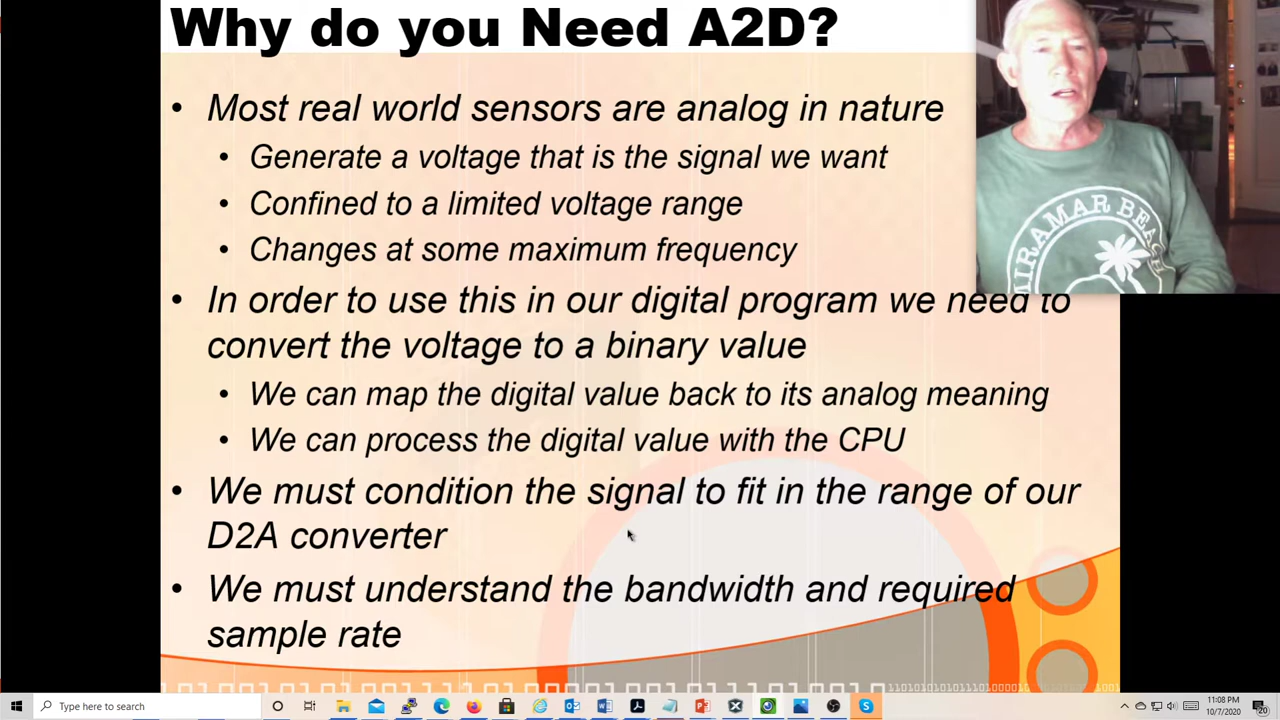 Why do you Need A2D?
• Most real world sensors are analog in nature
• Generate a voltage that is the signal we want
• Confined to a limited voltage range
• Changes at some maximum frequency
• In order to use this in our digital program we need to
convert the voltage to a binary value
• We can map the digital value back to its analog meaning
• We can process the digital value with the CPU
• We must condition the signal to fit in the range of our
D2A converter
• We must understand the bandwidth and required
sample rate
MIRAMAR BEACH
Type here to search
11:08 PM
10/7/2020
20